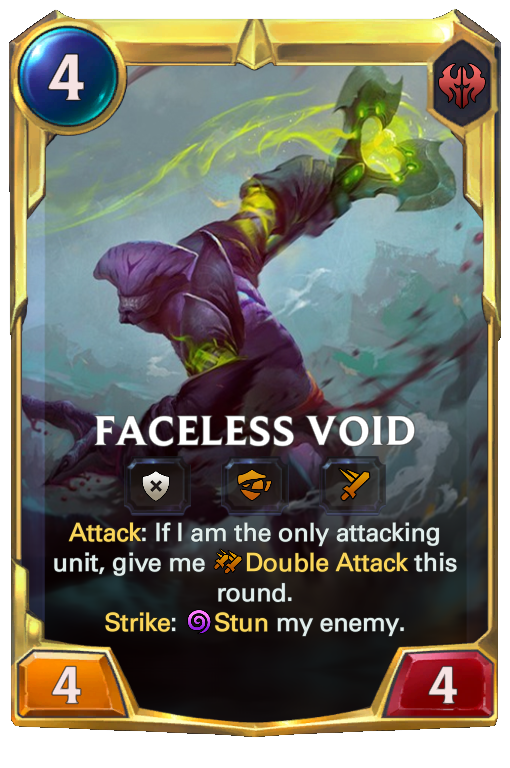 4
FACELESS VOID
Attack: If I am the only attacking
unit, give me Double Attack this
round.
Strike: Stun my enemy.
4
4